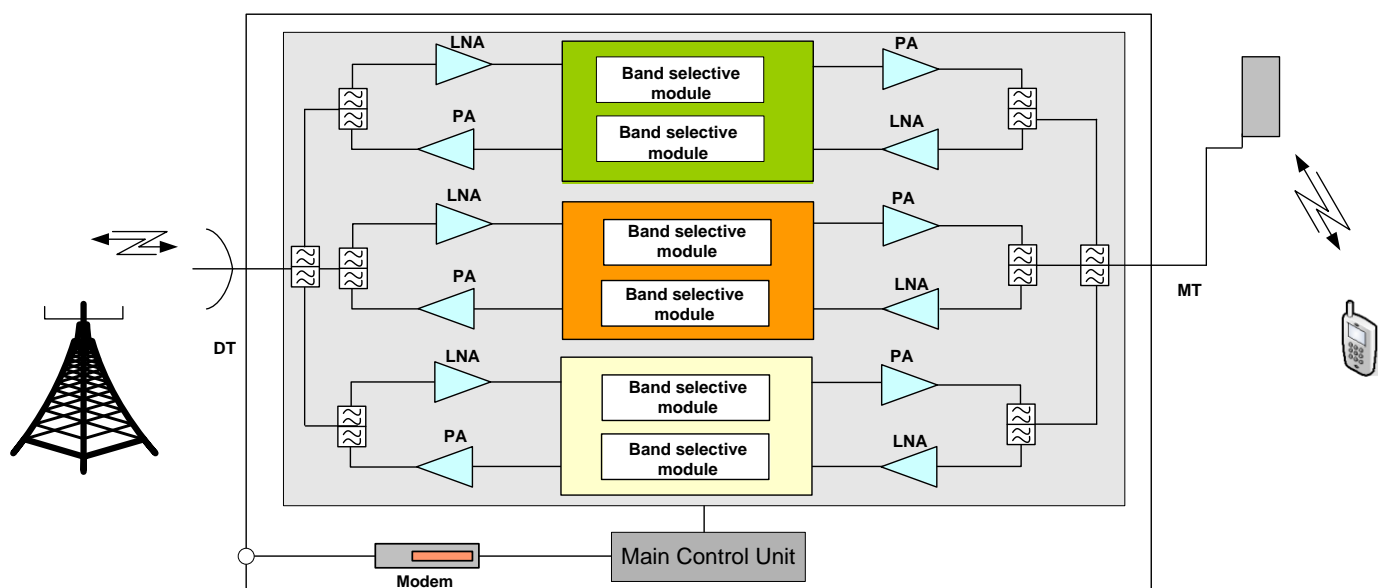 LNA
PA
Band selective
module
PA
LNA
Band selective
module
LNA
PA
Band selective
module
PA
LNA
Band selective
module
DT
MT
LNA
PA
Band selective
module
PA
LNA
Band selective
module
Main Control Unit
Modem